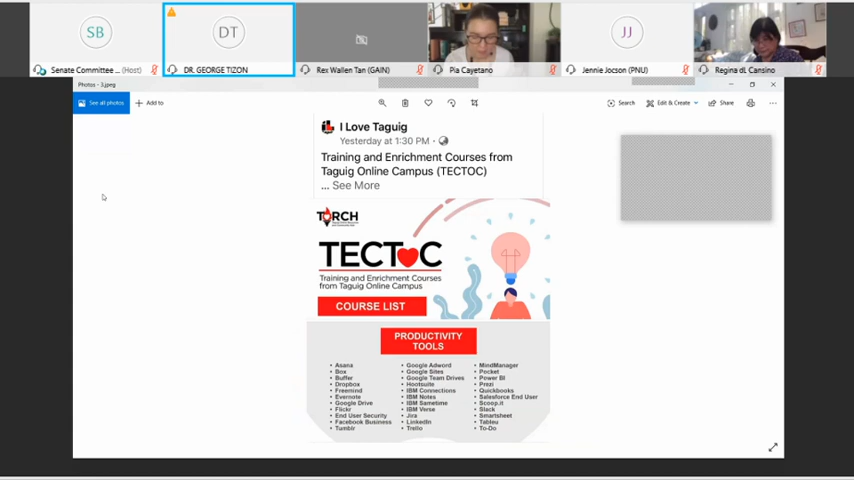 SB
DT
JJ
Senate Committee ... (Host)
DR. GEORGE TIZON
Rex Wallen Tan (GAIN)
Pia Cayetano
Jennie Jocson (PNU)
Regina dL Cansino
Photos - 3.jpeg
See all photos
Add to
Search
Edit & Create
Share
I Love Taguig
Yesterday at 1:30 PM
Training and Enrichment Courses from
Taguig Online Campus (TECTOC)
... See More
TORCH
TECTOC
Training and Enrichment Courses
from Taguig Online Campus
COURSE LIST
PRODUCTIVITY
TOOLS
• Asana
• Box
• Buffer
• Dropbox
• Freemind
• Evernote
• Google Drive
• Flickr
• End User Security
• Facebook Business
• Tumblr
• Google Adword
• Google Sites
• Google Team Drives
• Hootsuite
• IBM Connections
• IBM Notes
• IBM Sametime
• IBM Verse
• Jira
• LinkedIn
• Trello
• MindManager
• Pocket
• Power BI
• Prezi
• Quickbooks
• Salesforce End User
• Scoop.it
• Slack
• Smartsheet
• Tableu
• To-Do